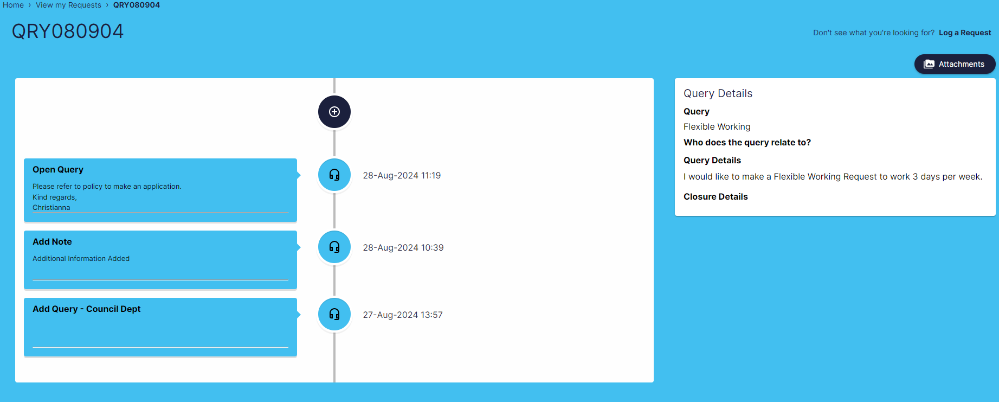 Home › View my Requests › QRY080904
QRY080904
Don't see what you're looking for? Log a Request
Attachments
Open Query
Please refer to policy to make an application.
Kind regards,
Christianna
28-Aug-2024 11:19
Add Note
Additional Information Added
28-Aug-2024 10:39
Add Query - Council Dept
27-Aug-2024 13:57
Query Details
Query
Flexible Working
Who does the query relate to?
Query Details
I would like to make a Flexible Working Request to work 3 days per week.
Closure Details